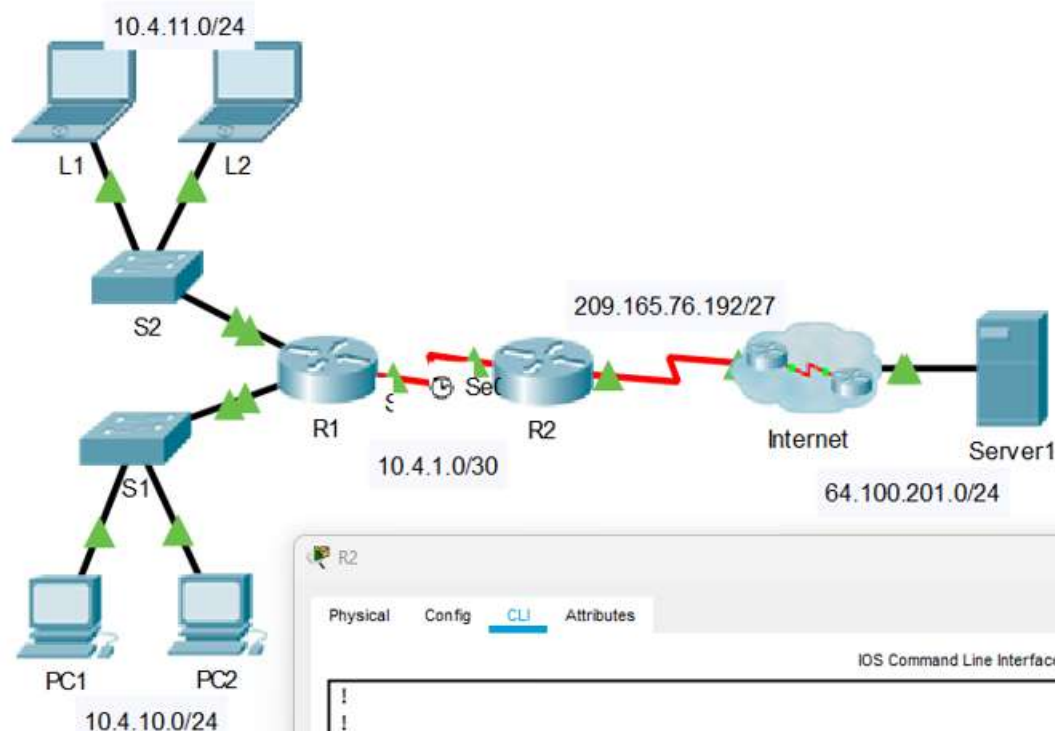 10.4.11.0/24
L1
L2
S2
209.165.76.192/27
R1
R2
Internet
Server1
10.4.1.0/30
64.100.201.0/24
S1
PC1
PC2
10.4.10.0/24
R2
Physical Config CLI Attributes
IOS Command Line Interface
!
!